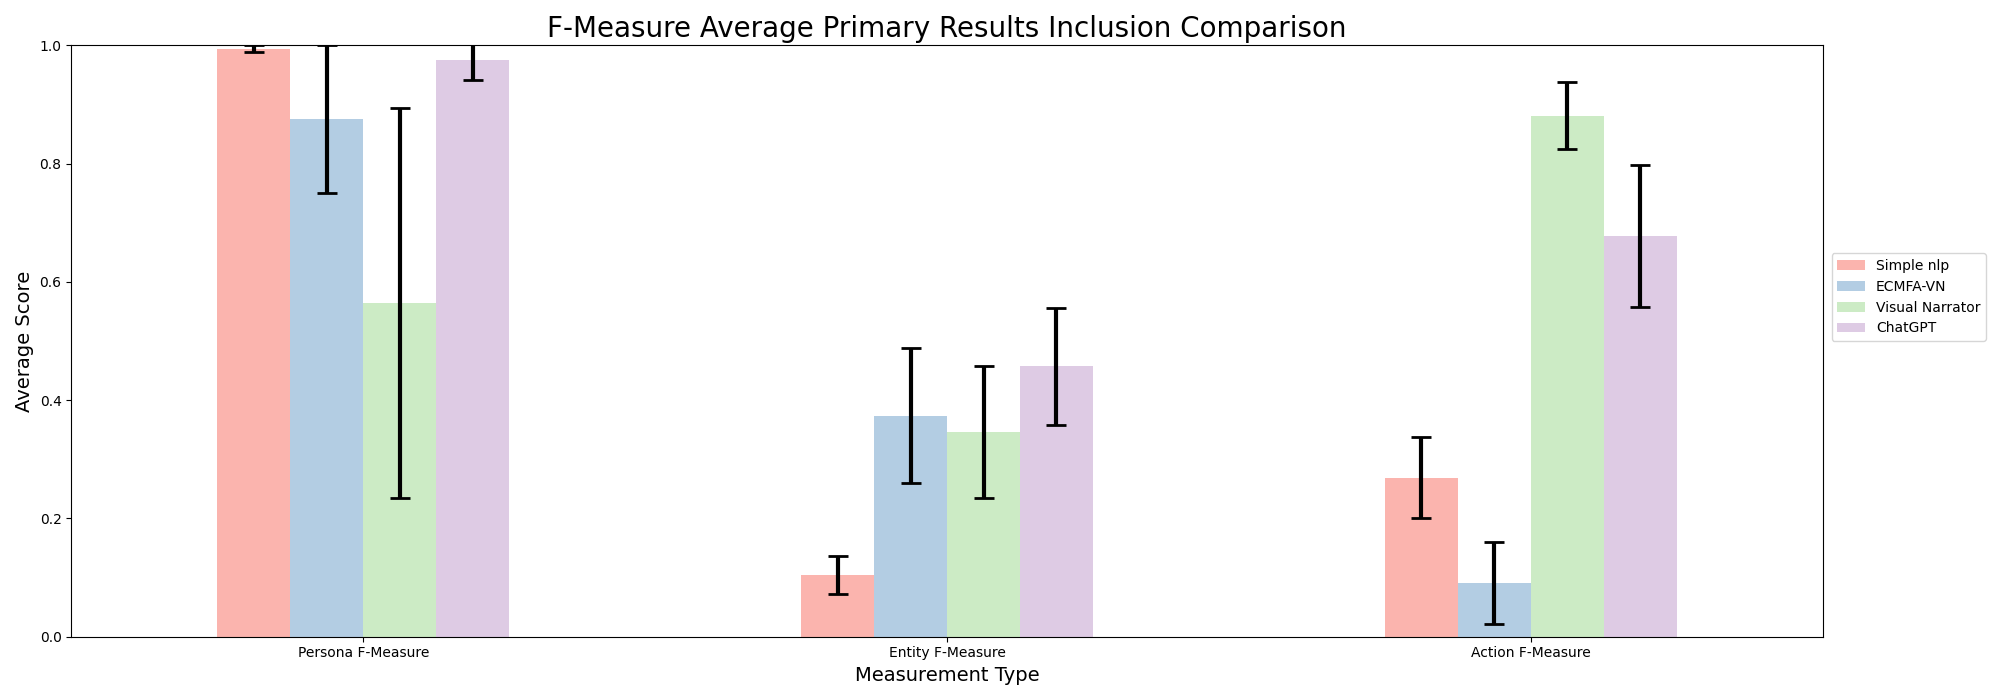 F-Measure Average Primary Results Inclusion Comparison
1.0
0.8
0.6
0.4
0.2
0.0
Average Score
Persona F-Measure
Entity F-Measure
Action F-Measure
Measurement Type
Simple nlp
ECMFA-VN
Visual Narrator
ChatGPT